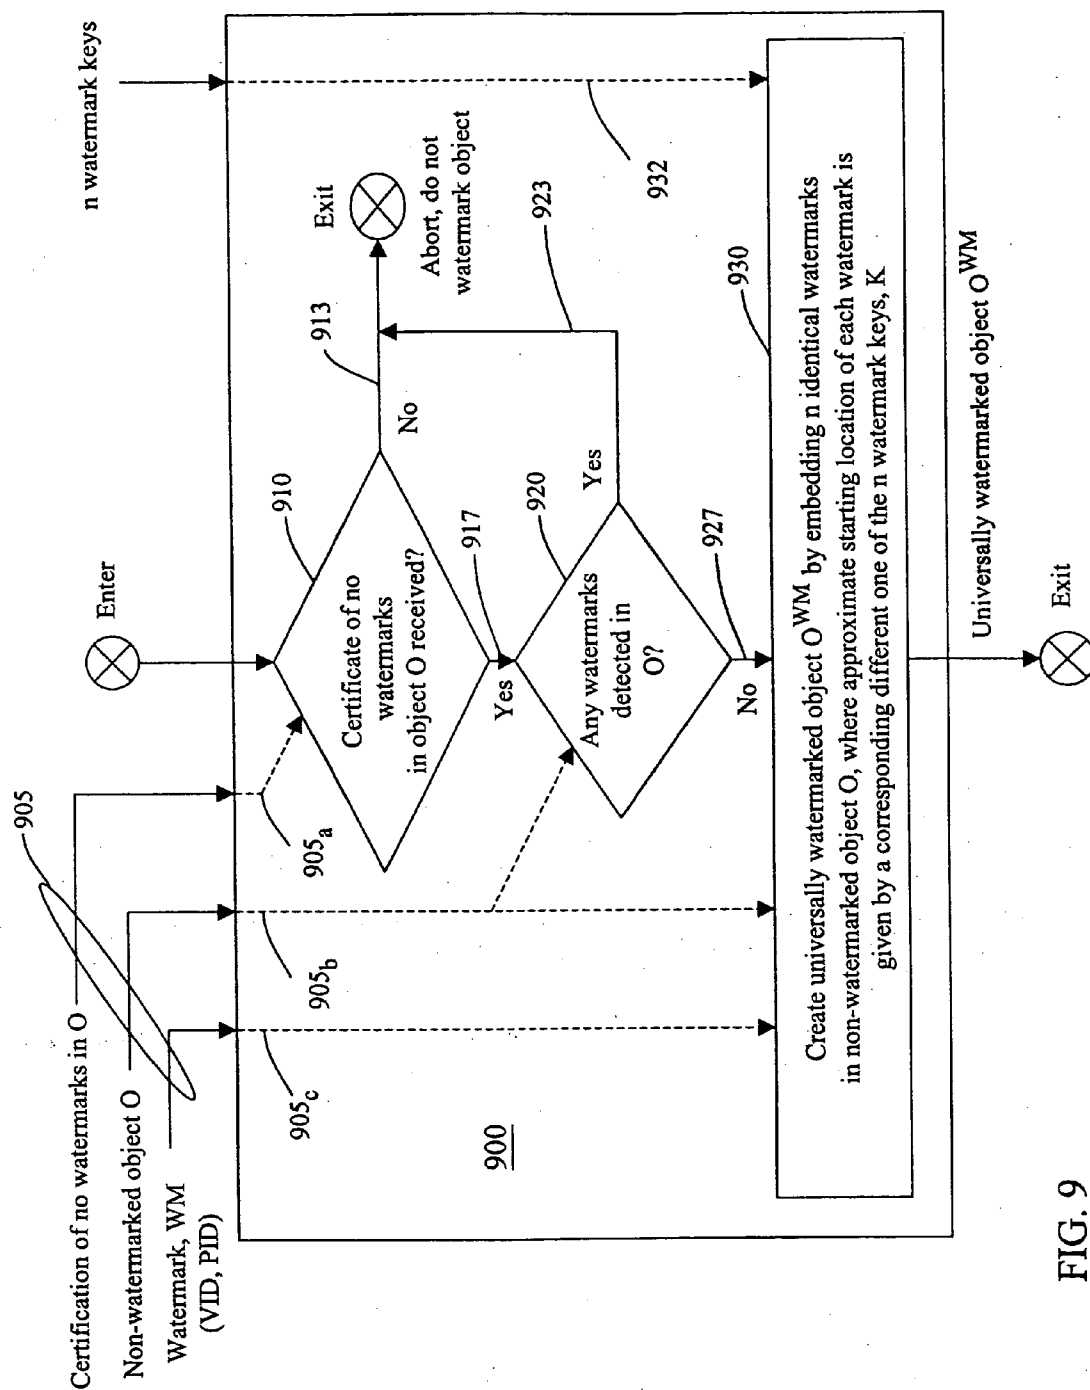 Certification of no watermarks in O
Non-watermarked object O
Watermark, WM
(VID, PID)
905
Enter
n watermark keys
905a
905b
905c
900
910
Certificate of no
watermarks
in object O received?
No
913
Exit
Abort, do not
watermark object
Yes
917
920
Any watermarks
detected in
O?
Yes
923
No
927
932
930
Create universally watermarked object O^WM by embedding n identical watermarks
in non-watermarked object O, where approximate starting location of each watermark is
given by a corresponding different one of the n watermark keys, K
Universally watermarked object O^WM
Exit
FIG. 9